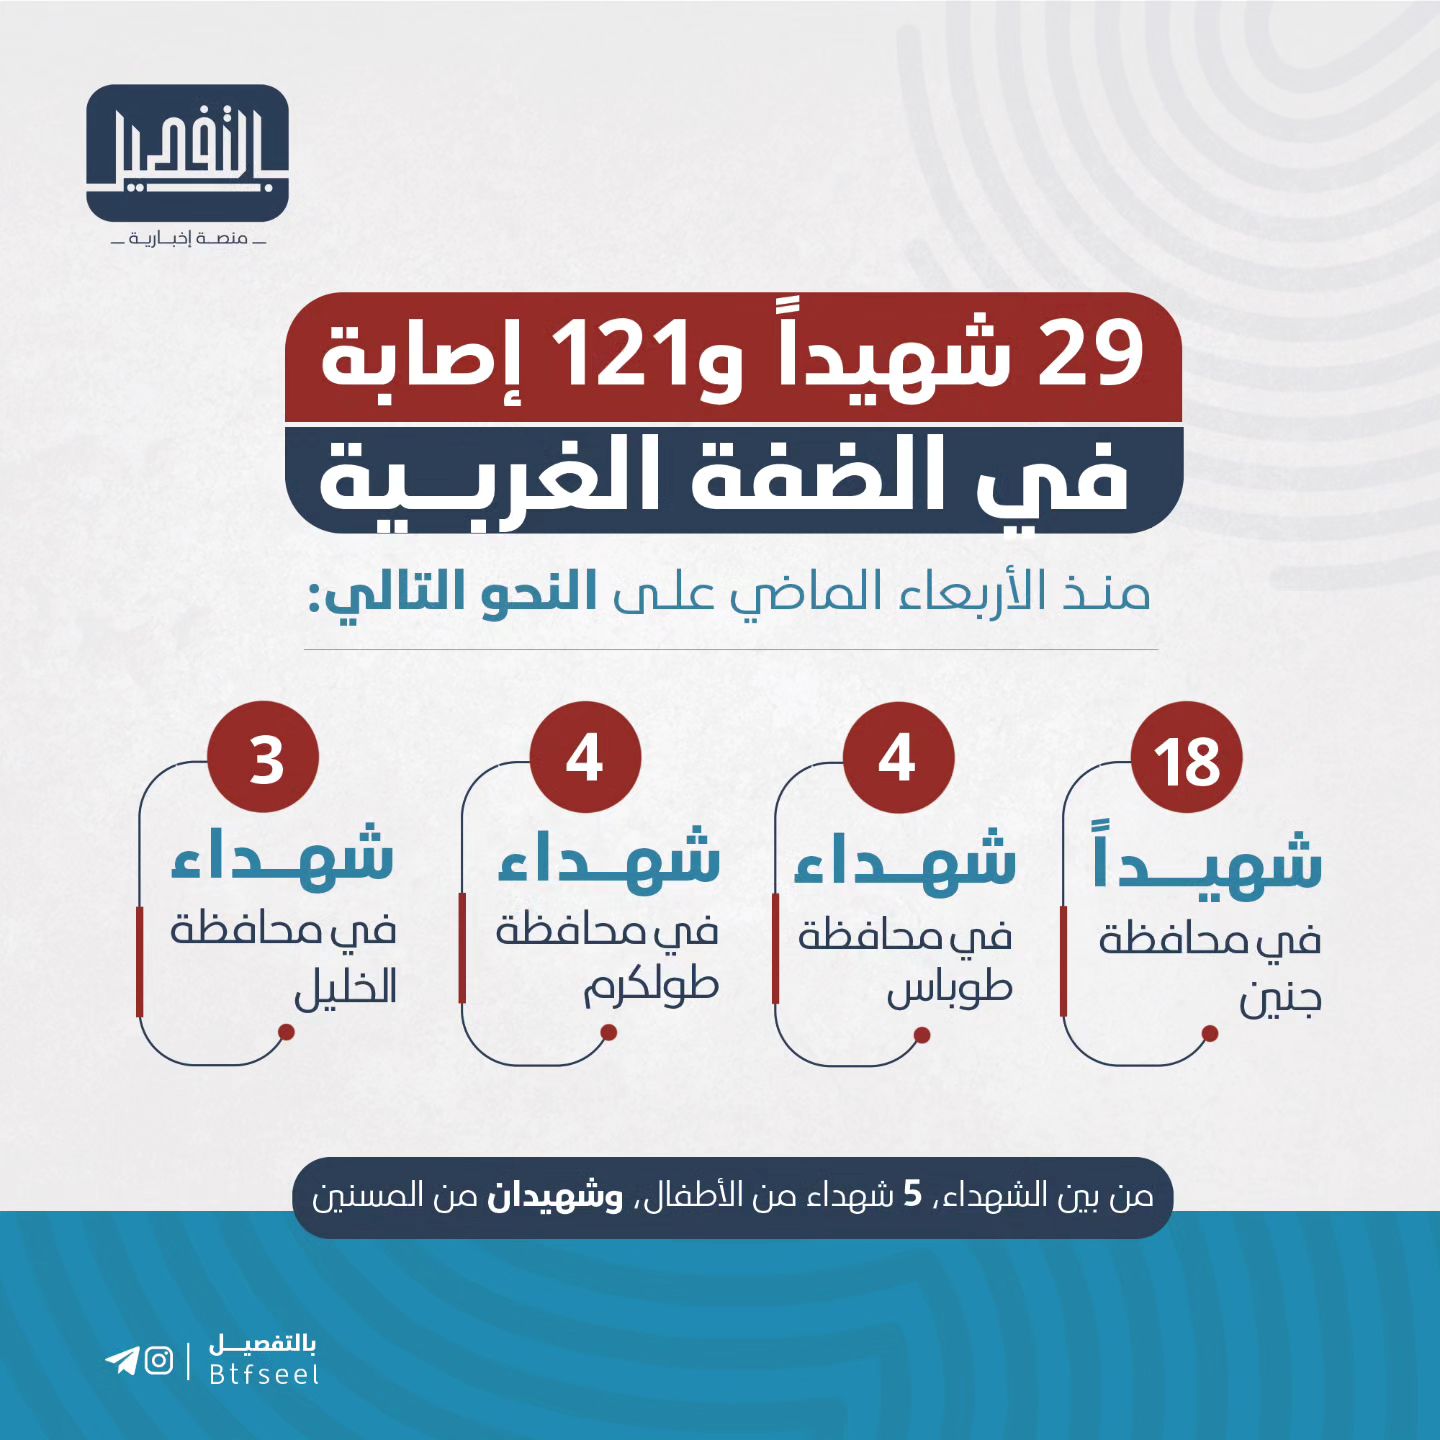 بالتفصيل
منصة إخبارية
29 شهيداً و121 إصابة
في الضفة الغربية
منذ الأربعاء الماضي على النحو التالي:
18
شهيداً
في محافظة
جنين
4
شهداء
في محافظة
طوباس
4
شهداء
في محافظة
طولكرم
3
شهداء
في محافظة
الخليل
من بين الشهداء، 5 شهداء من الأطفال، وشهيدان من المسنين
بالتفصيل
Btfseel